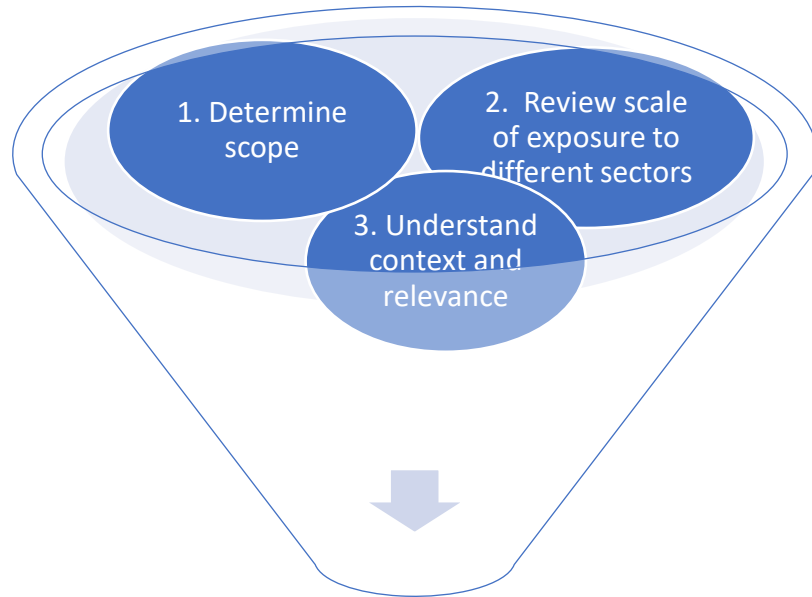 1. Determine
scope
2. Review scale
of exposure to
different sectors
3. Understand
context and
relevance